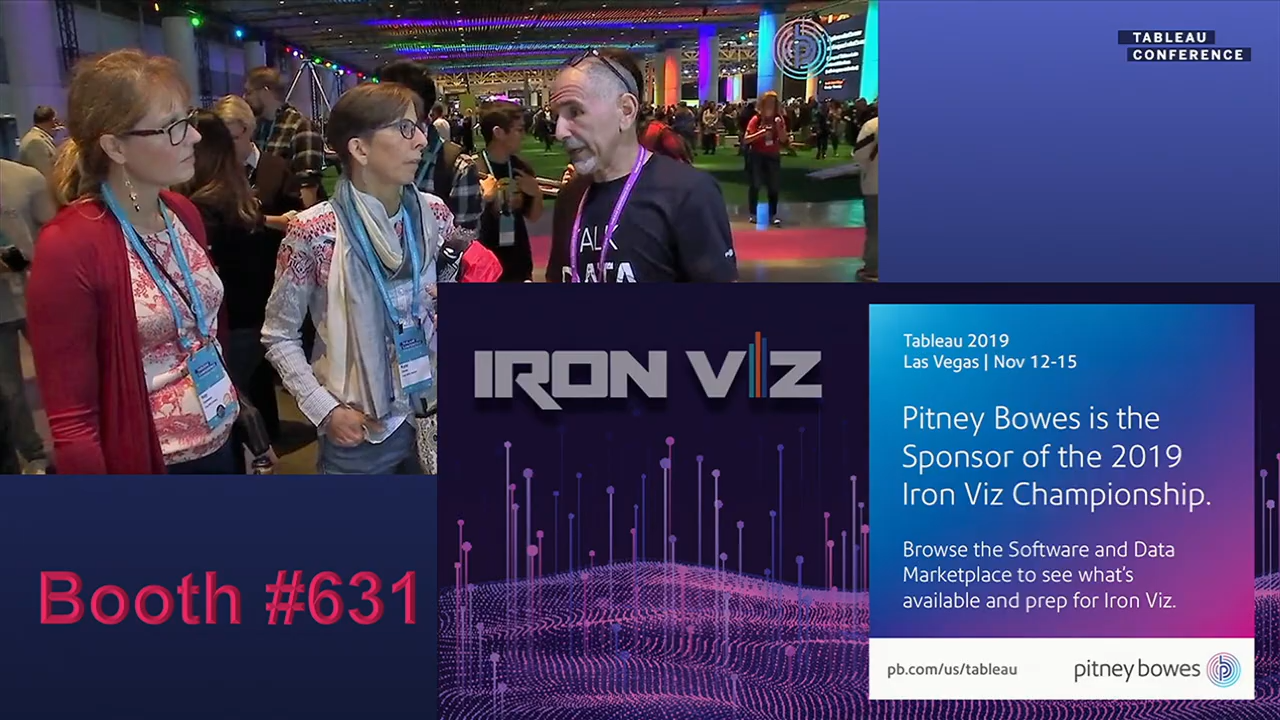 TABLEAU
CONFERENCE
ALK
DATA
IRON VIZ
Tableau 2019
Las Vegas | Nov 12-15
Pitney Bowes is the
Sponsor of the 2019
Iron Viz Championship.
Browse the Software and Data
Marketplace to see what's
available and prep for Iron Viz.
pb.com/us/tableau
pitney bowes
Booth #631